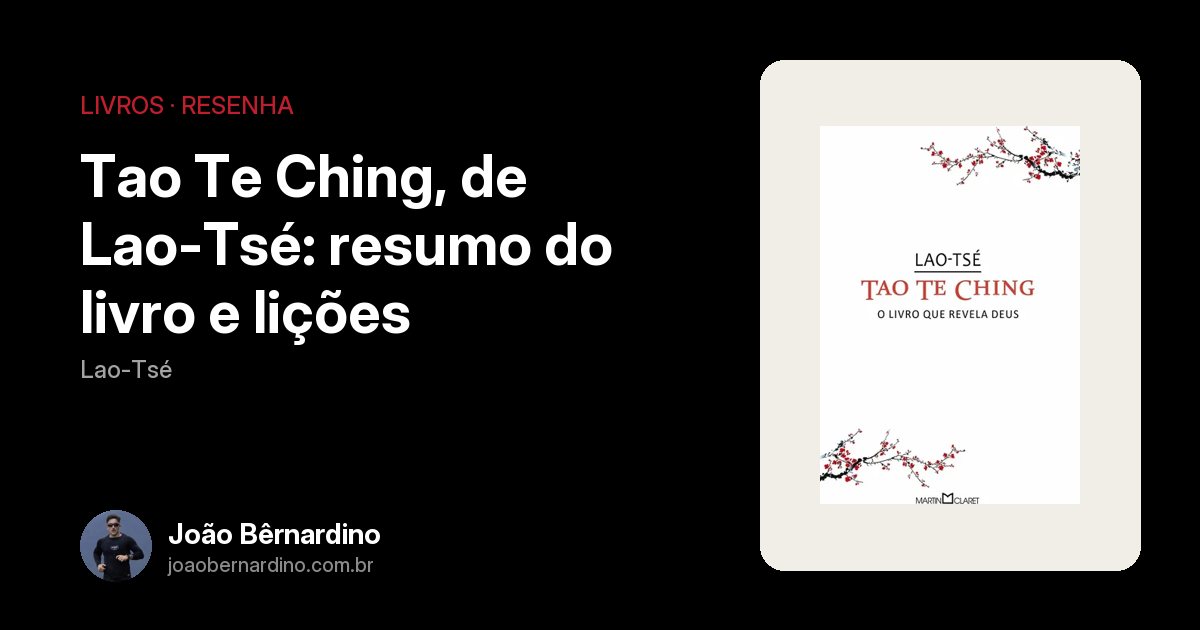 LIVROS · RESENHA
Tao Te Ching, de
Lao-Tsé: resumo do
livro e lições
Lao-Tsé
João Bêrnardino
joaobernardino.com.br
LAO-TSÉ
TAO TE CHING
O LIVRO QUE REVELA DEUS
MARTIN CLARET